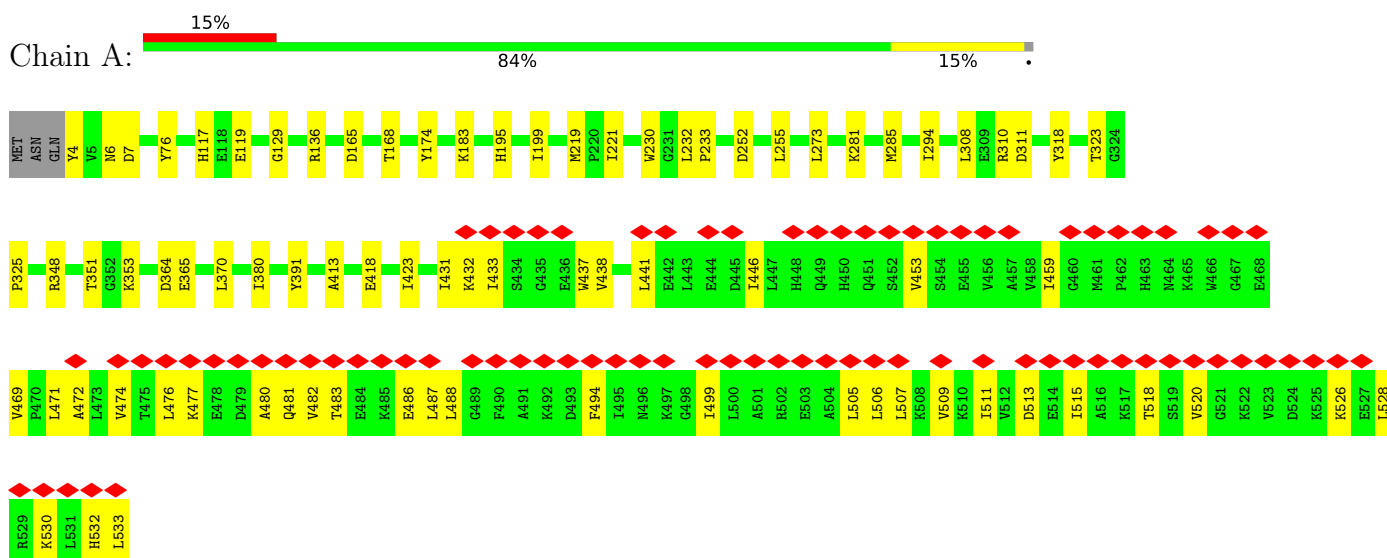 15%
Chain A:
84% 15% •
MET ASN GLN Y4 V5 N6 D7 Y76 H117 E118 E119 G129 R136 D165 T168 Y174 K183 H195 I199 M219 P220 I221 W230 G231 L232 P233 D252 L255 L273 K281 M285 I294 L308 E309 R310 D311 Y318 T323 G324
P325 R348 T351 G352 K353 D364 E365 L370 I380 Y391 A413 E418 I423 I431 K432 I433 S434 G435 E436 W437 V438 L441 E442 L443 E444 D445 I446 L447 H448 Q449 H450 Q451 S452 V453 S454 E455 V456 A457 V458 I459 G460 M461 P462 H463 N464 K465 W466 G467 E468
V469 P470 L471 A472 L473 V474 T475 L476 K477 E478 D479 A480 Q481 V482 T483 E484 K485 E486 L487 L488 G489 F490 A491 K492 D493 F494 I495 N496 K497 G498 I499 L500 A501 R502 E503 A504 L505 L506 L507 K508 V509 K510 I511 V512 D513 E514 I515 A516 K517 T518 S519 V520 G521 K522 V523 D524 K525 K526 E527 L528
R529 K530 L531 H532 L533